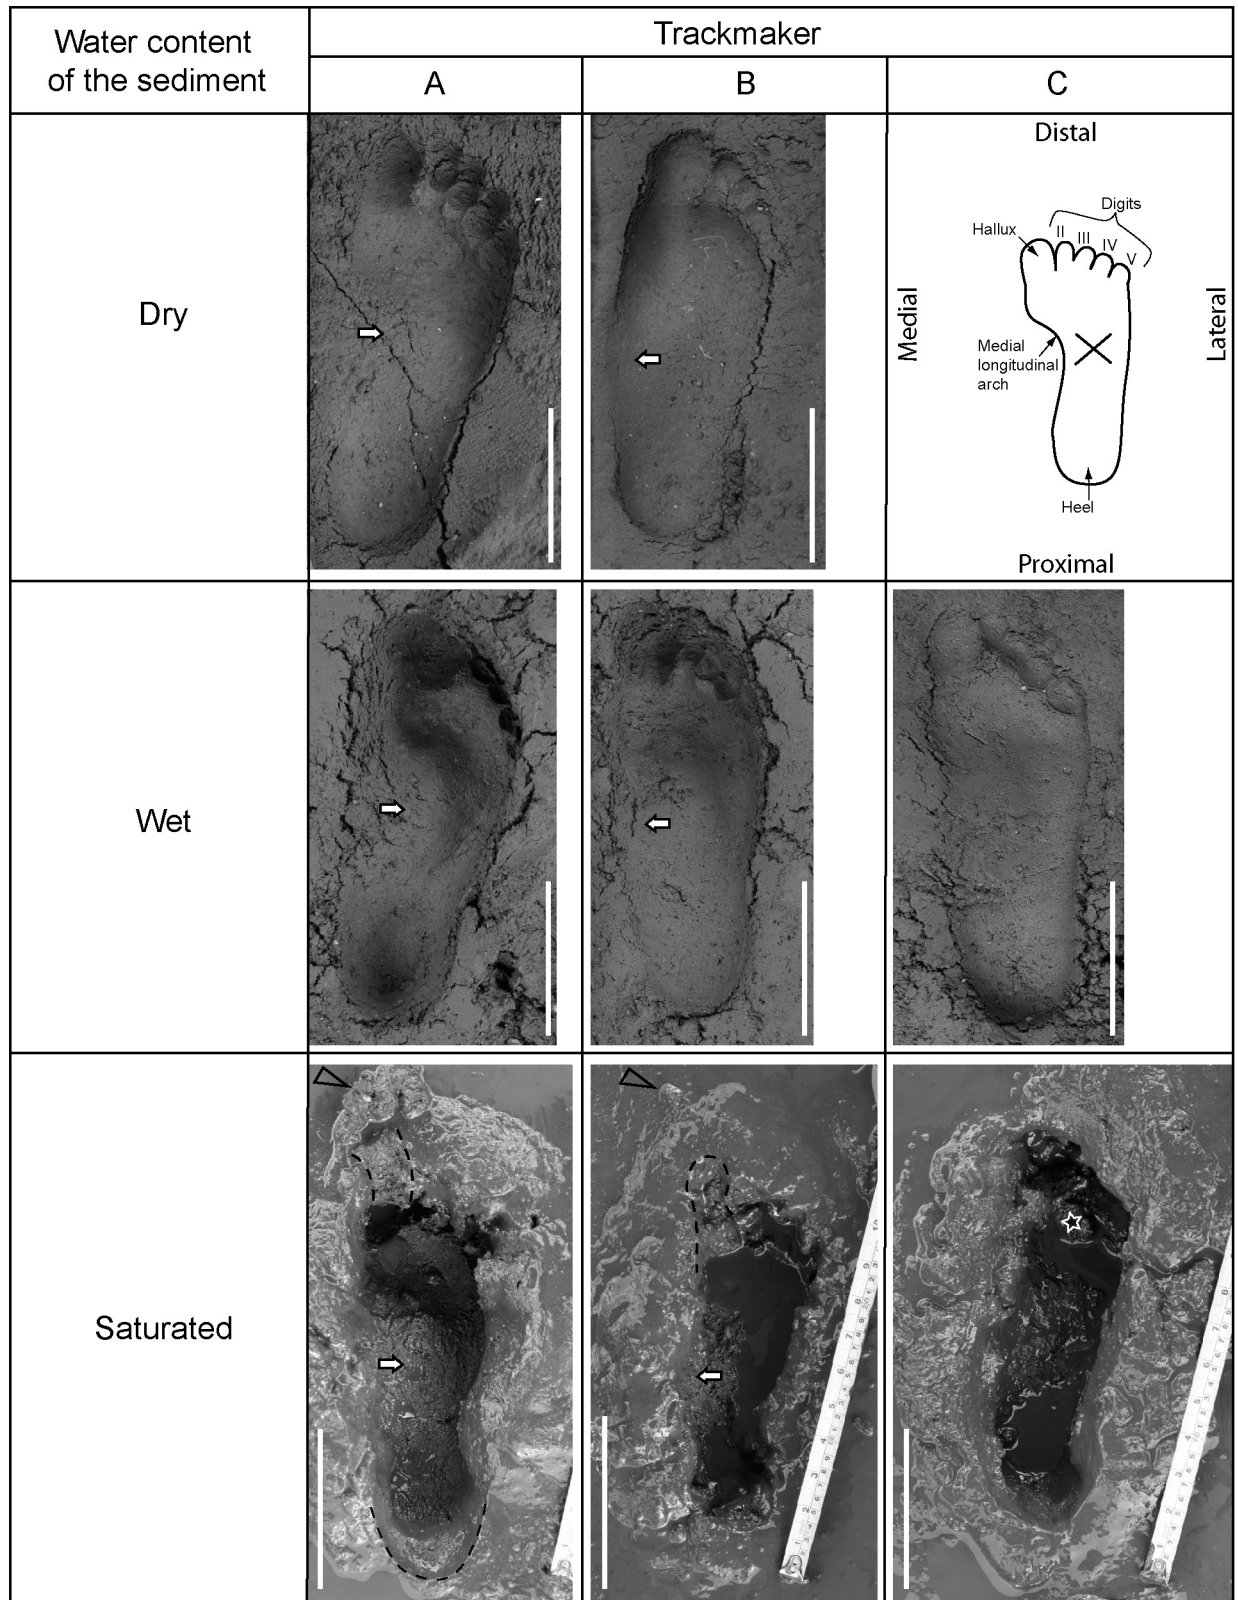 Water content
of the sediment
Trackmaker
A
B
C
Dry
Distal
Digits
Hallux
II
III
IV
V
Medial
Lateral
Medial
longitudinal
arch
Heel
Proximal
Wet
Saturated